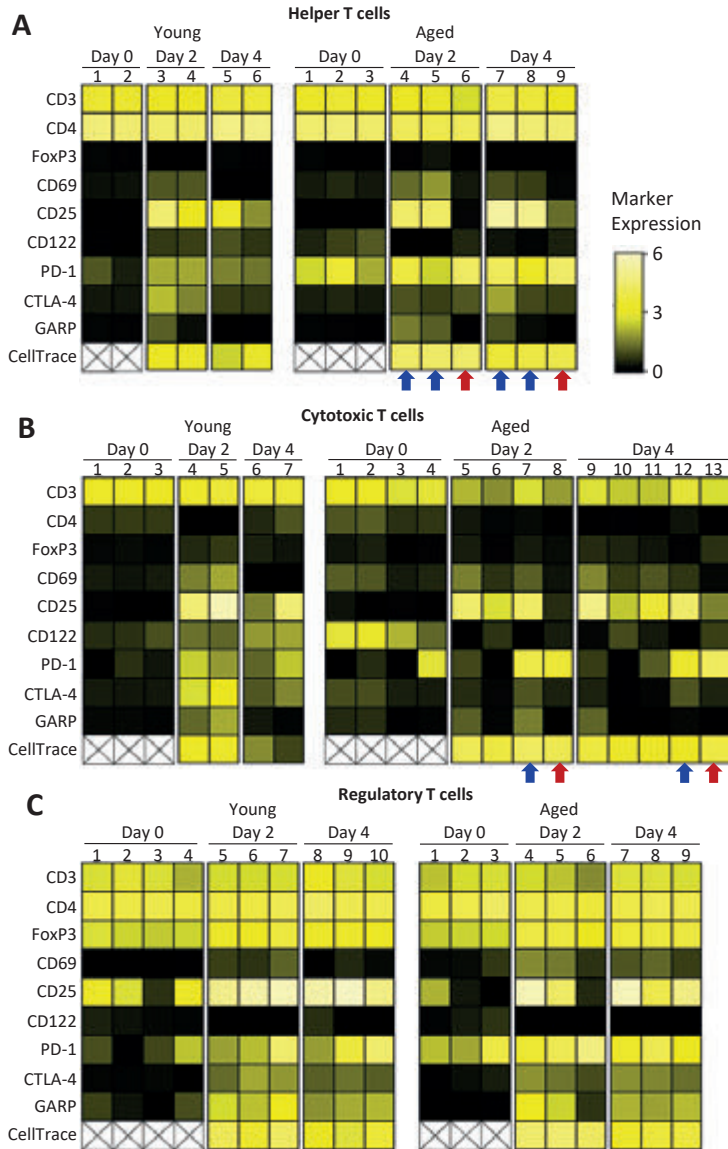 A
Helper T cells
Young Aged
Day 0 Day 2 Day 4 Day 0 Day 2 Day 4
1 2 3 4 5 6 1 2 3 4 5 6 7 8 9
CD3
CD4
FoxP3
CD69
CD25
CD122
PD-1
CTLA-4
GARP
CellTrace
Marker
Expression
6
3
0
B
Cytotoxic T cells
Young Aged
Day 0 Day 2 Day 4 Day 0 Day 2 Day 4
1 2 3 4 5 6 7 1 2 3 4 5 6 7 8 9 10 11 12 13
CD3
CD4
FoxP3
CD69
CD25
CD122
PD-1
CTLA-4
GARP
CellTrace
C
Regulatory T cells
Young Aged
Day 0 Day 2 Day 4 Day 0 Day 2 Day 4
1 2 3 4 5 6 7 8 9 10 1 2 3 4 5 6 7 8 9
CD3
CD4
FoxP3
CD69
CD25
CD122
PD-1
CTLA-4
GARP
CellTrace